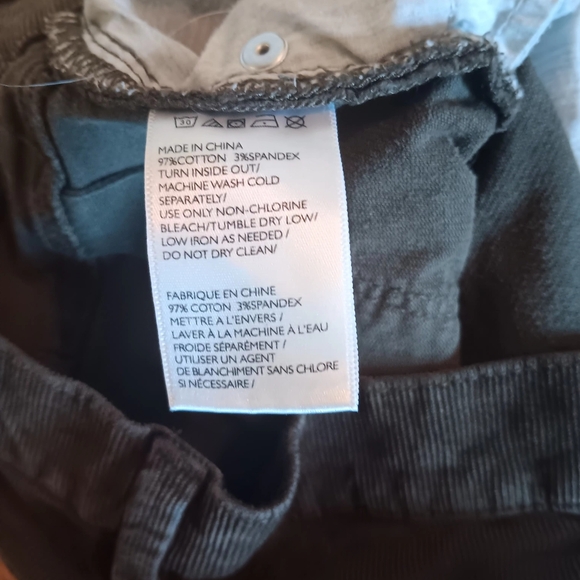 30
MADE IN CHINA
97%COTTON 3%SPANDEX
TURN INSIDE OUT/
MACHINE WASH COLD
SEPARATELY/
USE ONLY NON-CHLORINE
BLEACH/TUMBLE DRY LOW/
LOW IRON AS NEEDED/
DO NOT DRY CLEAN/
FABRIQUE EN CHINE
97% COTON 3%SPANDEX
METTRE A L'ENVERS /
LAVER À LA MACHINE À L'EAU
FROIDE SÉPARÉMENT /
UTILISER UN AGENT
DE BLANCHIMENT SANS CHLORE
SI NÉCESSAIRE/